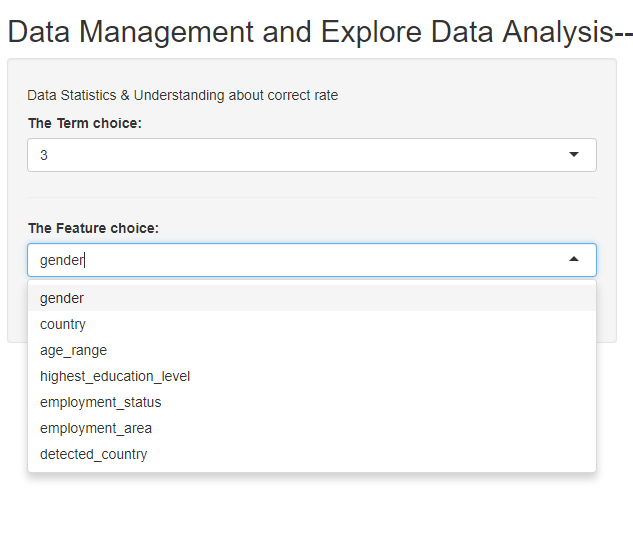 Data Management and Explore Data Analysis--
Data Statistics & Understanding about correct rate
The Term choice:
3
The Feature choice:
gender
gender
country
age_range
highest_education_level
employment_status
employment_area
detected_country